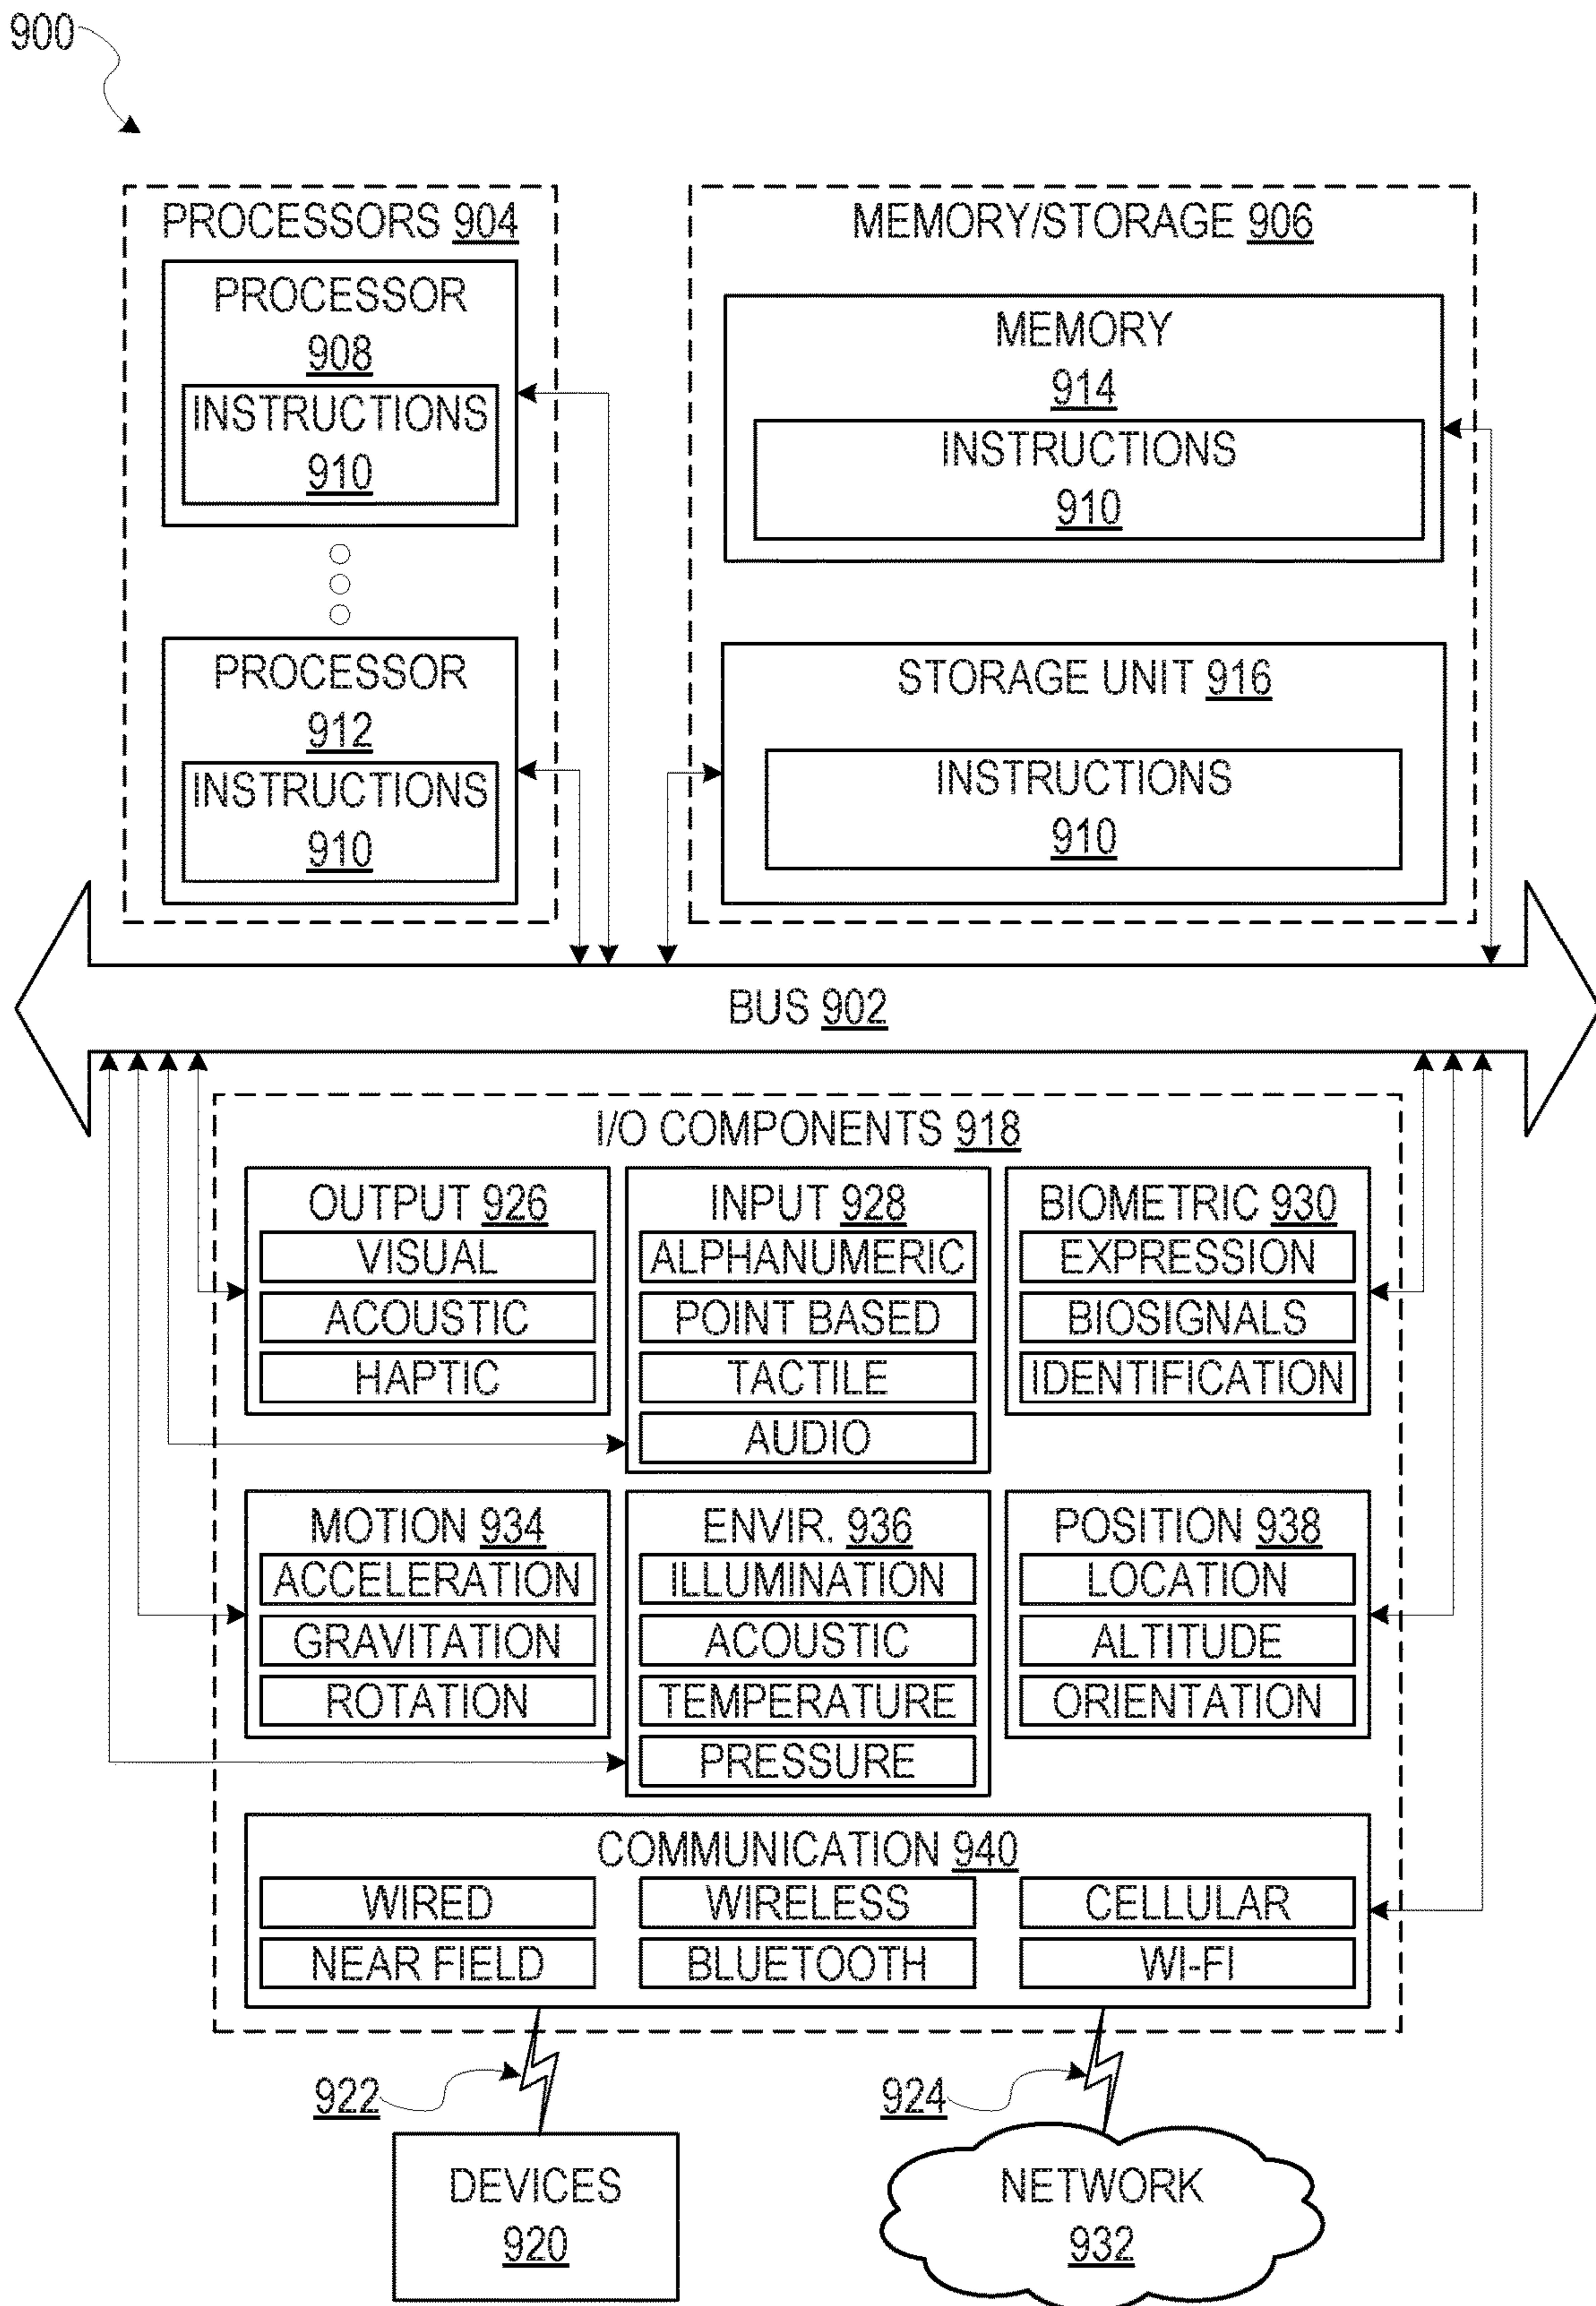 900
PROCESSORS 904
PROCESSOR
908
INSTRUCTIONS
910
PROCESSOR
912
INSTRUCTIONS
910
MEMORY/STORAGE 906
MEMORY
914
INSTRUCTIONS
910
STORAGE UNIT 916
INSTRUCTIONS
910
BUS 902
I/O COMPONENTS 918
OUTPUT 926
VISUAL
ACOUSTIC
HAPTIC
INPUT 928
ALPHANUMERIC
POINT BASED
TACTILE
AUDIO
BIOMETRIC 930
EXPRESSION
BIOSIGNALS
IDENTIFICATION
MOTION 934
ACCELERATION
GRAVITATION
ROTATION
ENVIR. 936
ILLUMINATION
ACOUSTIC
TEMPERATURE
PRESSURE
POSITION 938
LOCATION
ALTITUDE
ORIENTATION
COMMUNICATION 940
WIRED
WIRELESS
CELLULAR
NEAR FIELD
BLUETOOTH
WI-FI
922
924
DEVICES
920
NETWORK
932